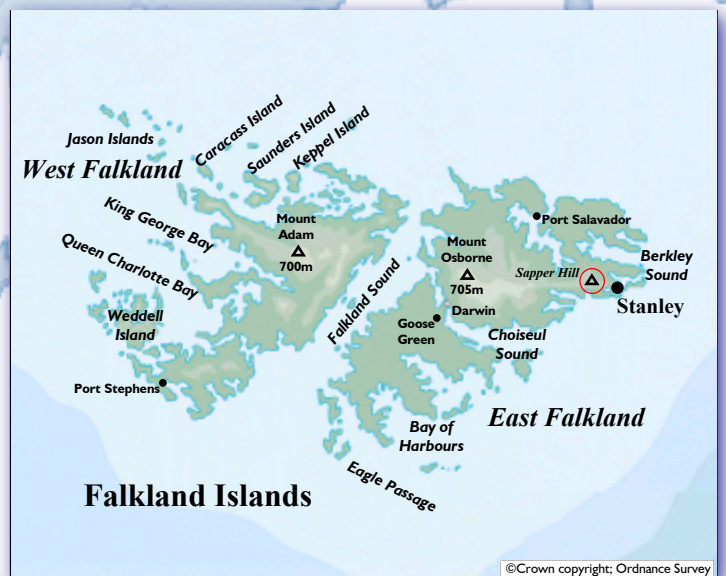 Jason Islands
West Falkland
Caracass Island
Saunders Island
Keppel Island
King George Bay
Queen Charlotte Bay
Mount
Adam
700m
Weddell
Island
Port Stephens
Falkland Sound
Port Salavador
Mount
Osborne
705m
Sapper Hill
Berkley
Sound
Stanley
Darwin
Goose
Green
Choiseul
Sound
East Falkland
Bay of
Harbours
Eagle Passage
Falkland Islands
©Crown copyright; Ordnance Survey